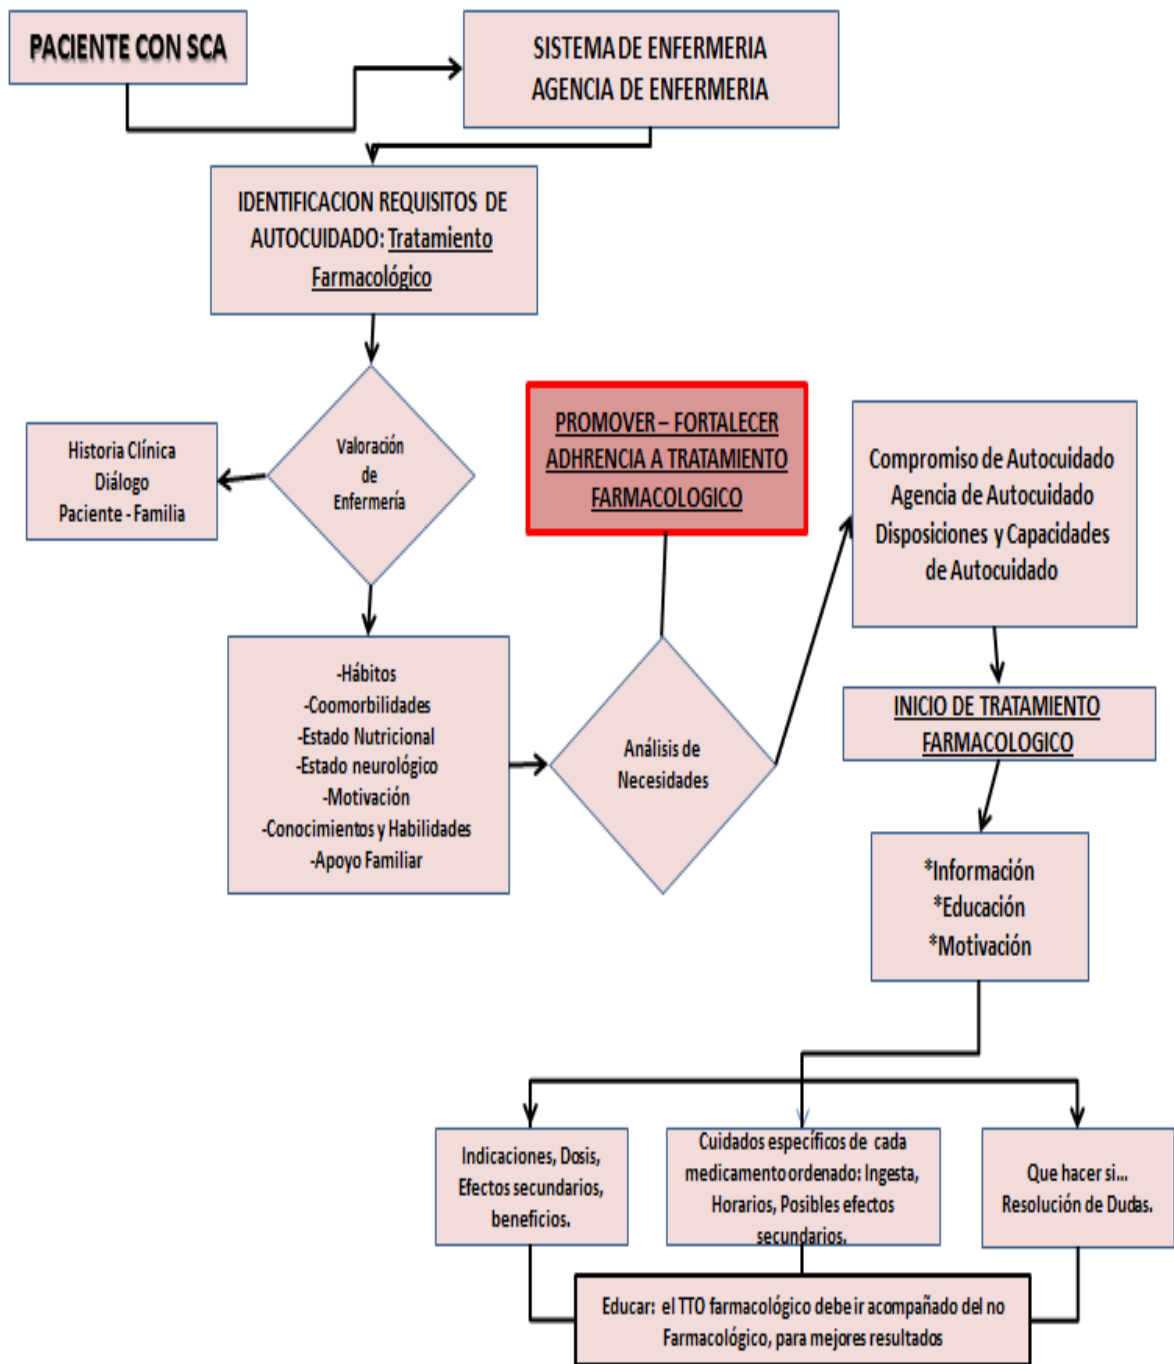 PACIENTE CON SCA
SISTEMA DE ENFERMERIA
AGENCIA DE ENFERMERIA
IDENTIFICACION REQUISITOS DE
AUTOCUIDADO: Tratamiento
Farmacológico
Valoración
de
Enfermería
Historia Clínica
Diálogo
Paciente - Familia
PROMOVER – FORTALECER
ADHRENCIA A TRATAMIENTO
FARMACOLOGICO
Compromiso de Autocuidado
Agencia de Autocuidado
Disposiciones y Capacidades
de Autocuidado
-Hábitos
-Coomorbilidades
-Estado Nutricional
-Estado neurológico
-Motivación
-Conocimientos y Habilidades
-Apoyo Familiar
Análisis de
Necesidades
INICIO DE TRATAMIENTO
FARMACOLOGICO
*Información
*Educación
*Motivación
Indicaciones, Dosis,
Efectos secundarios,
beneficios.
Cuidados específicos de cada
medicamento ordenado: Ingesta,
Horarios, Posibles efectos
secundarios.
Que hacer si...
Resolución de Dudas.
Educar: el TTO farmacológico debe ir acompañado del no
Farmacológico, para mejores resultados